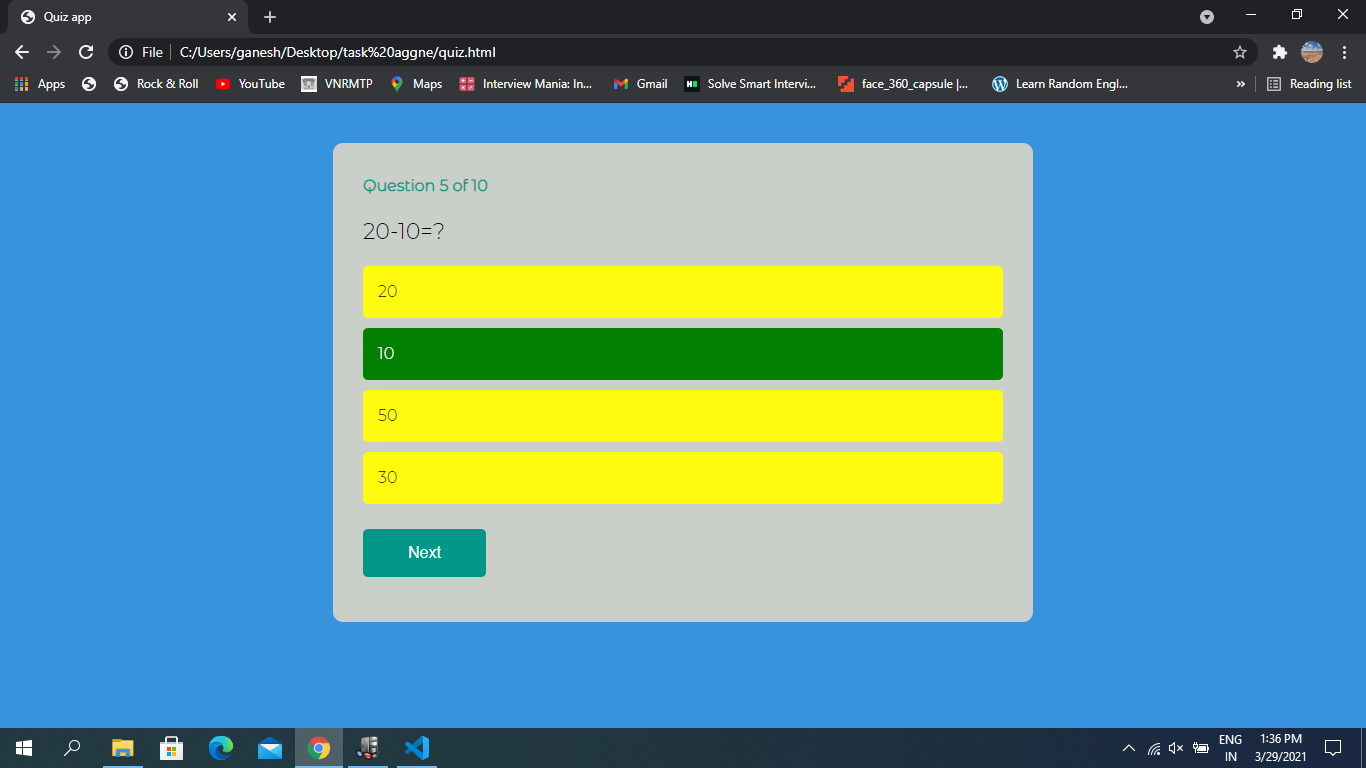 Quiz app
File
C:/Users/ganesh/Desktop/task%20aggne/quiz.html
Apps
Rock & Roll
YouTube
VNRMTP
Maps
Interview Mania: In...
Gmail
Solve Smart Intervi...
face_360_capsule |...
Learn Random Engl...
»
Reading list
Question 5 of 10
20-10=?
20
10
50
30
Next
ENG
IN
1:36 PM
3/29/2021